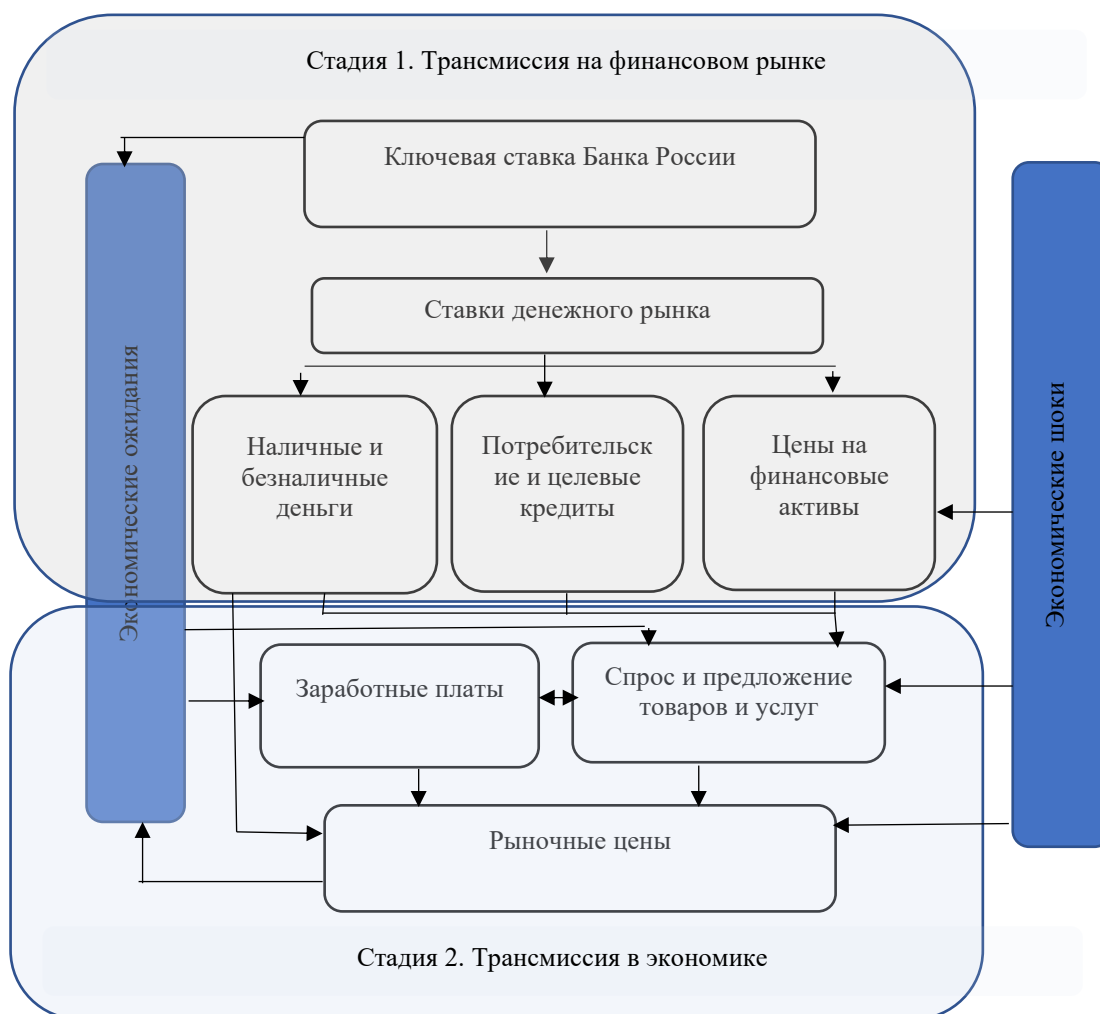 Стадия 1. Трансмиссия на финансовом рынке
Ключевая ставка Банка России
Ставки денежного рынка
Экономические ожидания
Наличные и
безналичные
деньги
Потребительск
ие и целевые
кредиты
Цены на
финансовые
активы
Экономические шоки
Заработные платы
Спрос и предложение
товаров и услуг
Рыночные цены
Стадия 2. Трансмиссия в экономике